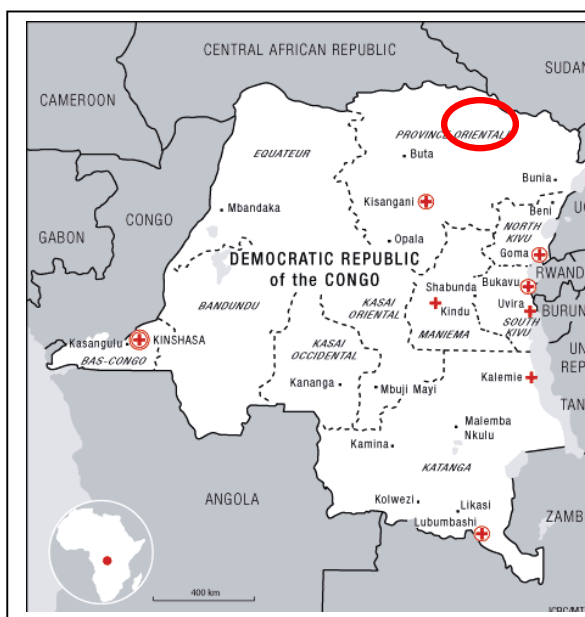 CENTRAL AFRICAN REPUBLIC
SUDAN
CAMEROON
PROVINCE ORIENTALE
EQUATEUR
Buta
Bunia
Kisangani
Beni
Mbandaka
CONGO
NORTH
KIVU
GABON
Opala
Goma
DEMOCRATIC REPUBLIC
of the CONGO
RWANDA
Bukavu
Shabunda
KASAI
ORIENTAL
BANDUNDU
Kindu
Uvira
BURUN
SOUTH
KIVU
MANIEMA
Kasangulu
KINSHASA
BAS-CONGO
KASAI
OCCIDENTAL
UN
REP
Kananga
Mbuji Mayi
Kalemie
TAN
Malemba
Nkulu
Kamina
KATANGA
ANGOLA
Kolwezi
Likasi
Lubumbashi
ZAMB
400 km